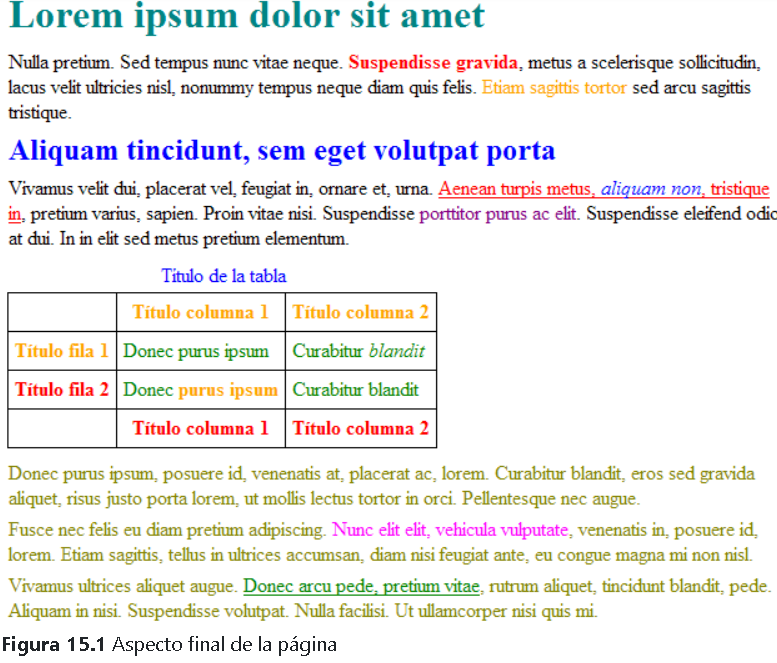 Lorem ipsum dolor sit amet
Nulla pretium. Sed tempus nunc vitae neque. Suspendisse gravida, metus a scelerisque sollicitudin,
lacus velit ultricies nisl, nonummy tempus neque diam quis felis. Etiam sagittis tortor sed arcu sagittis
tristique.
Aliquam tincidunt, sem eget volutpat porta
Vivamus velit dui, placerat vel, feugiat in, ornare et, urna. Aenean turpis metus, aliquam non, tristique
in, pretium varius, sapien. Proin vitae nisi. Suspendisse porttitor purus ac elit. Suspendisse eleifend odio
at dui. In in elit sed metus pretium elementum.
Título de la tabla
Título columna 1 Título columna 2
Título fila 1 Donec purus ipsum Curabitur blandit
Título fila 2 Donec purus ipsum Curabitur blandit
Título columna 1 Título columna 2
Donec purus ipsum, posuere id, venenatis at, placerat ac, lorem. Curabitur blandit, eros sed gravida
aliquet, risus justo porta lorem, ut mollis lectus tortor in orci. Pellentesque nec augue.
Fusce nec felis eu diam pretium adipiscing. Nunc elit elit, vehicula vulputate, venenatis in, posuere id,
lorem. Etiam sagittis, tellus in ultrices accumsan, diam nisi feugiat ante, eu congue magna mi non nisl.
Vivamus ultrices aliquet augue. Donec arcu pede, pretium vitae, rutrum aliquet, tincidunt blandit, pede.
Aliquam in nisi. Suspendisse volutpat. Nulla facilisi. Ut ullamcorper nisi quis mi.
Figura 15.1 Aspecto final de la página